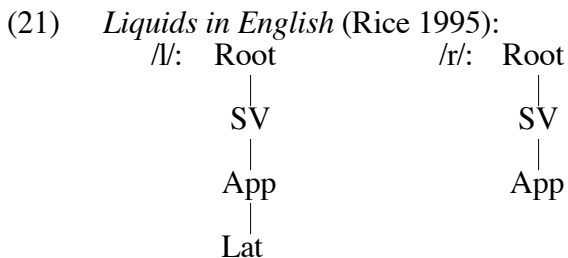 (21) Liquids in English (Rice 1995):
/l/: Root /r/: Root
SV SV
App App
Lat